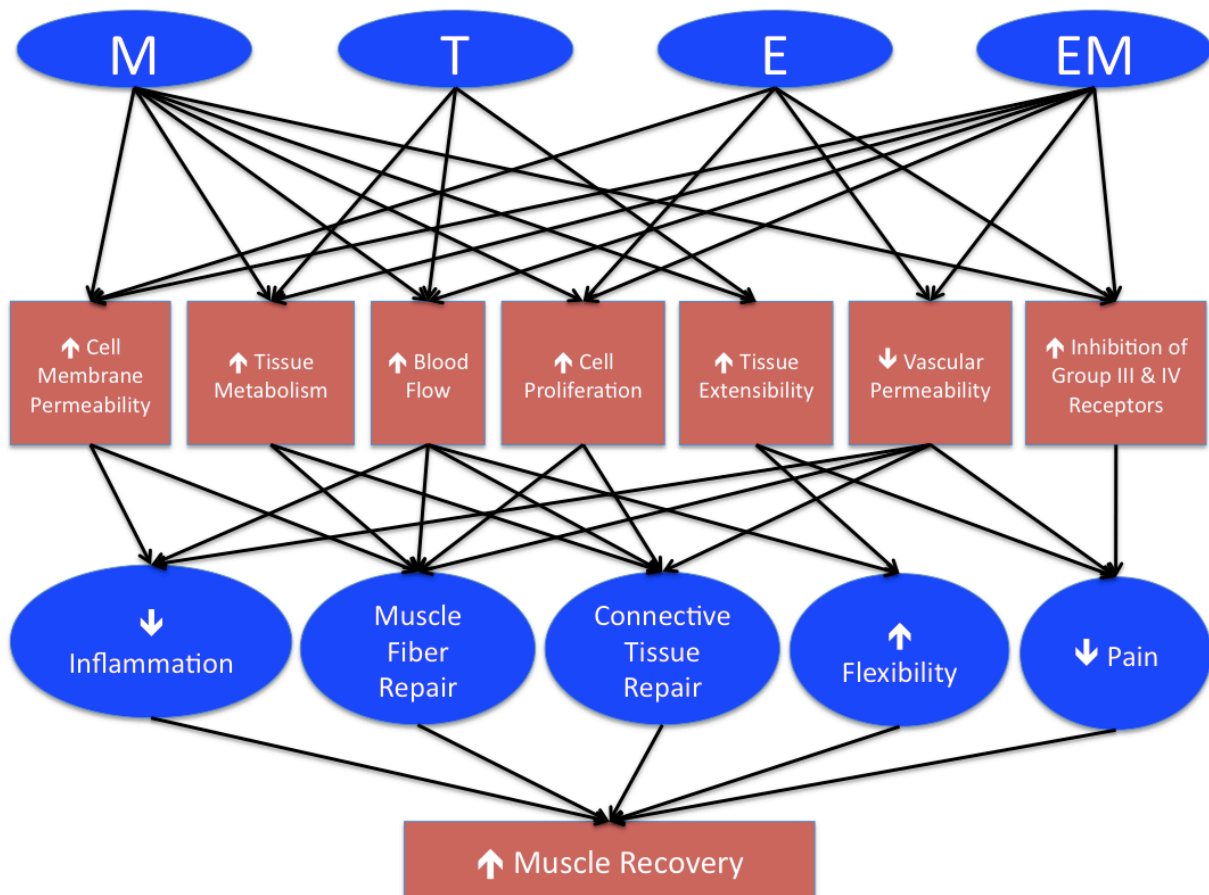 M
T
E
EM
↑ Cell
Membrane
Permeability
↑ Tissue
Metabolism
↑ Blood
Flow
↑ Cell
Proliferation
↑ Tissue
Extensibility
↓ Vascular
Permeability
↑ Inhibition of
Group III & IV
Receptors
↓
Inflammation
Muscle
Fiber
Repair
Connective
Tissue
Repair
↑
Flexibility
↓ Pain
↑ Muscle Recovery